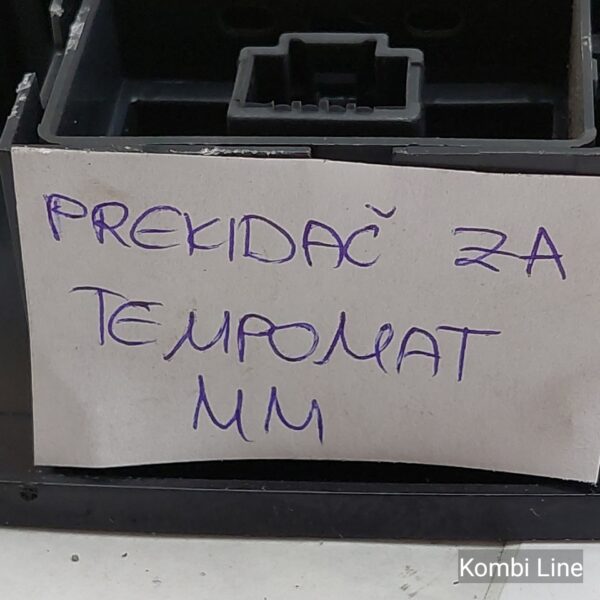 PREKIDAČ ZA
TEMPOMAT
MM
Kombi Line